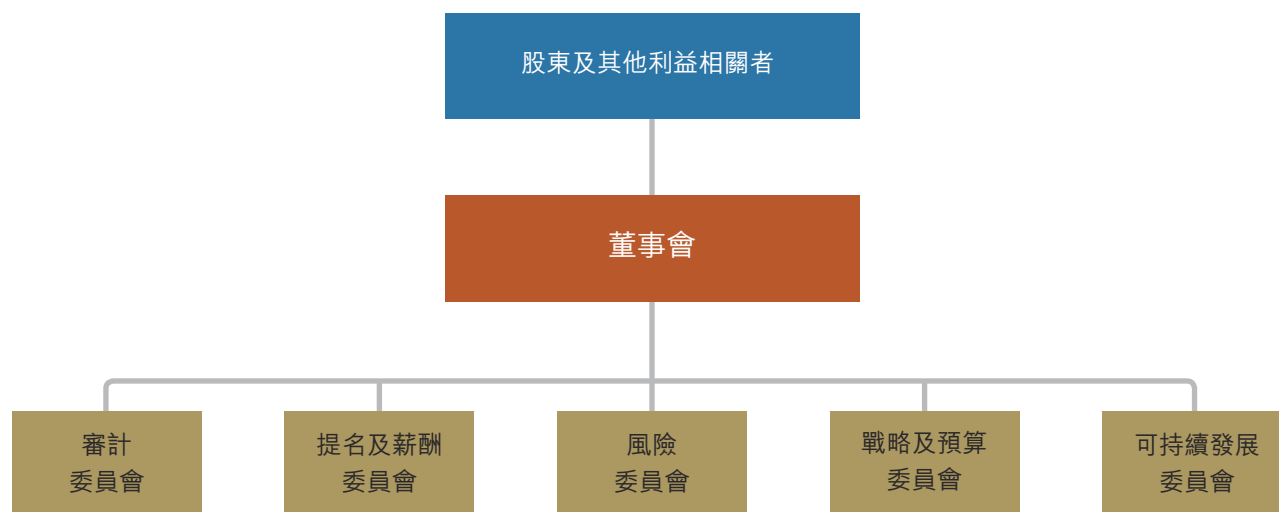 股東及其他利益相關者
董事會
審計
委員會
提名及薪酬
委員會
風險
委員會
戰略及預算
委員會
可持續發展
委員會